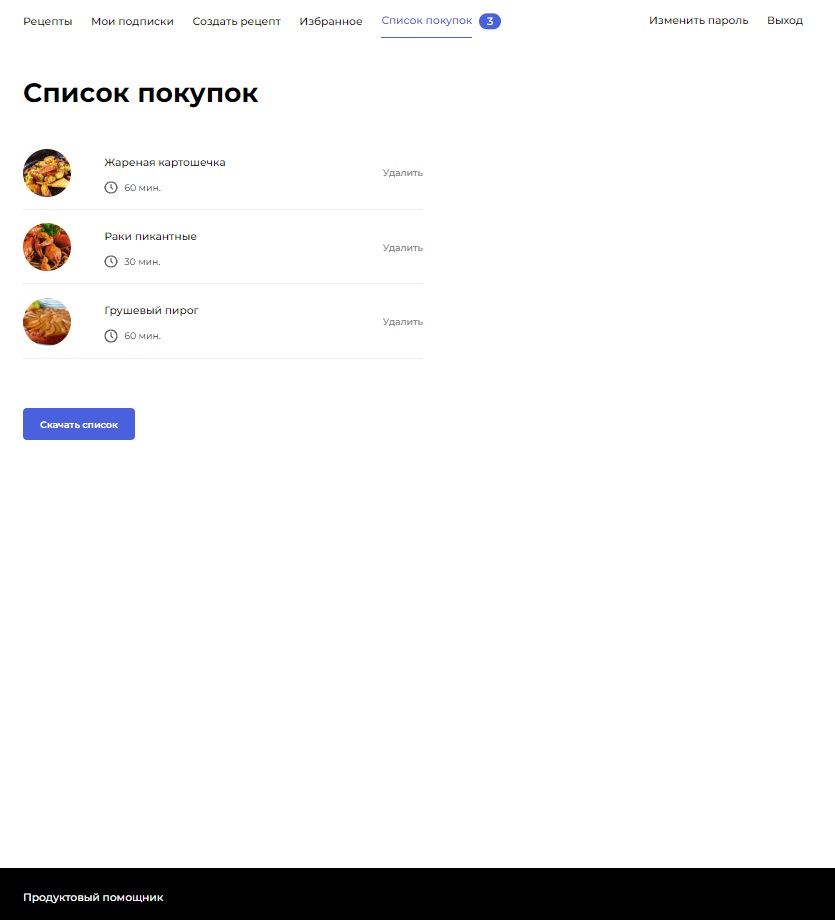 Рецепты Мои подписки Создать рецепт Избранное Список покупок 3 Изменить пароль Выход
Список покупок
Жареная картошечка
60 мин.
Удалить
Раки пикантные
30 мин.
Удалить
Грушевый пирог
60 мин.
Удалить
Скачать список
Продуктовый помощник